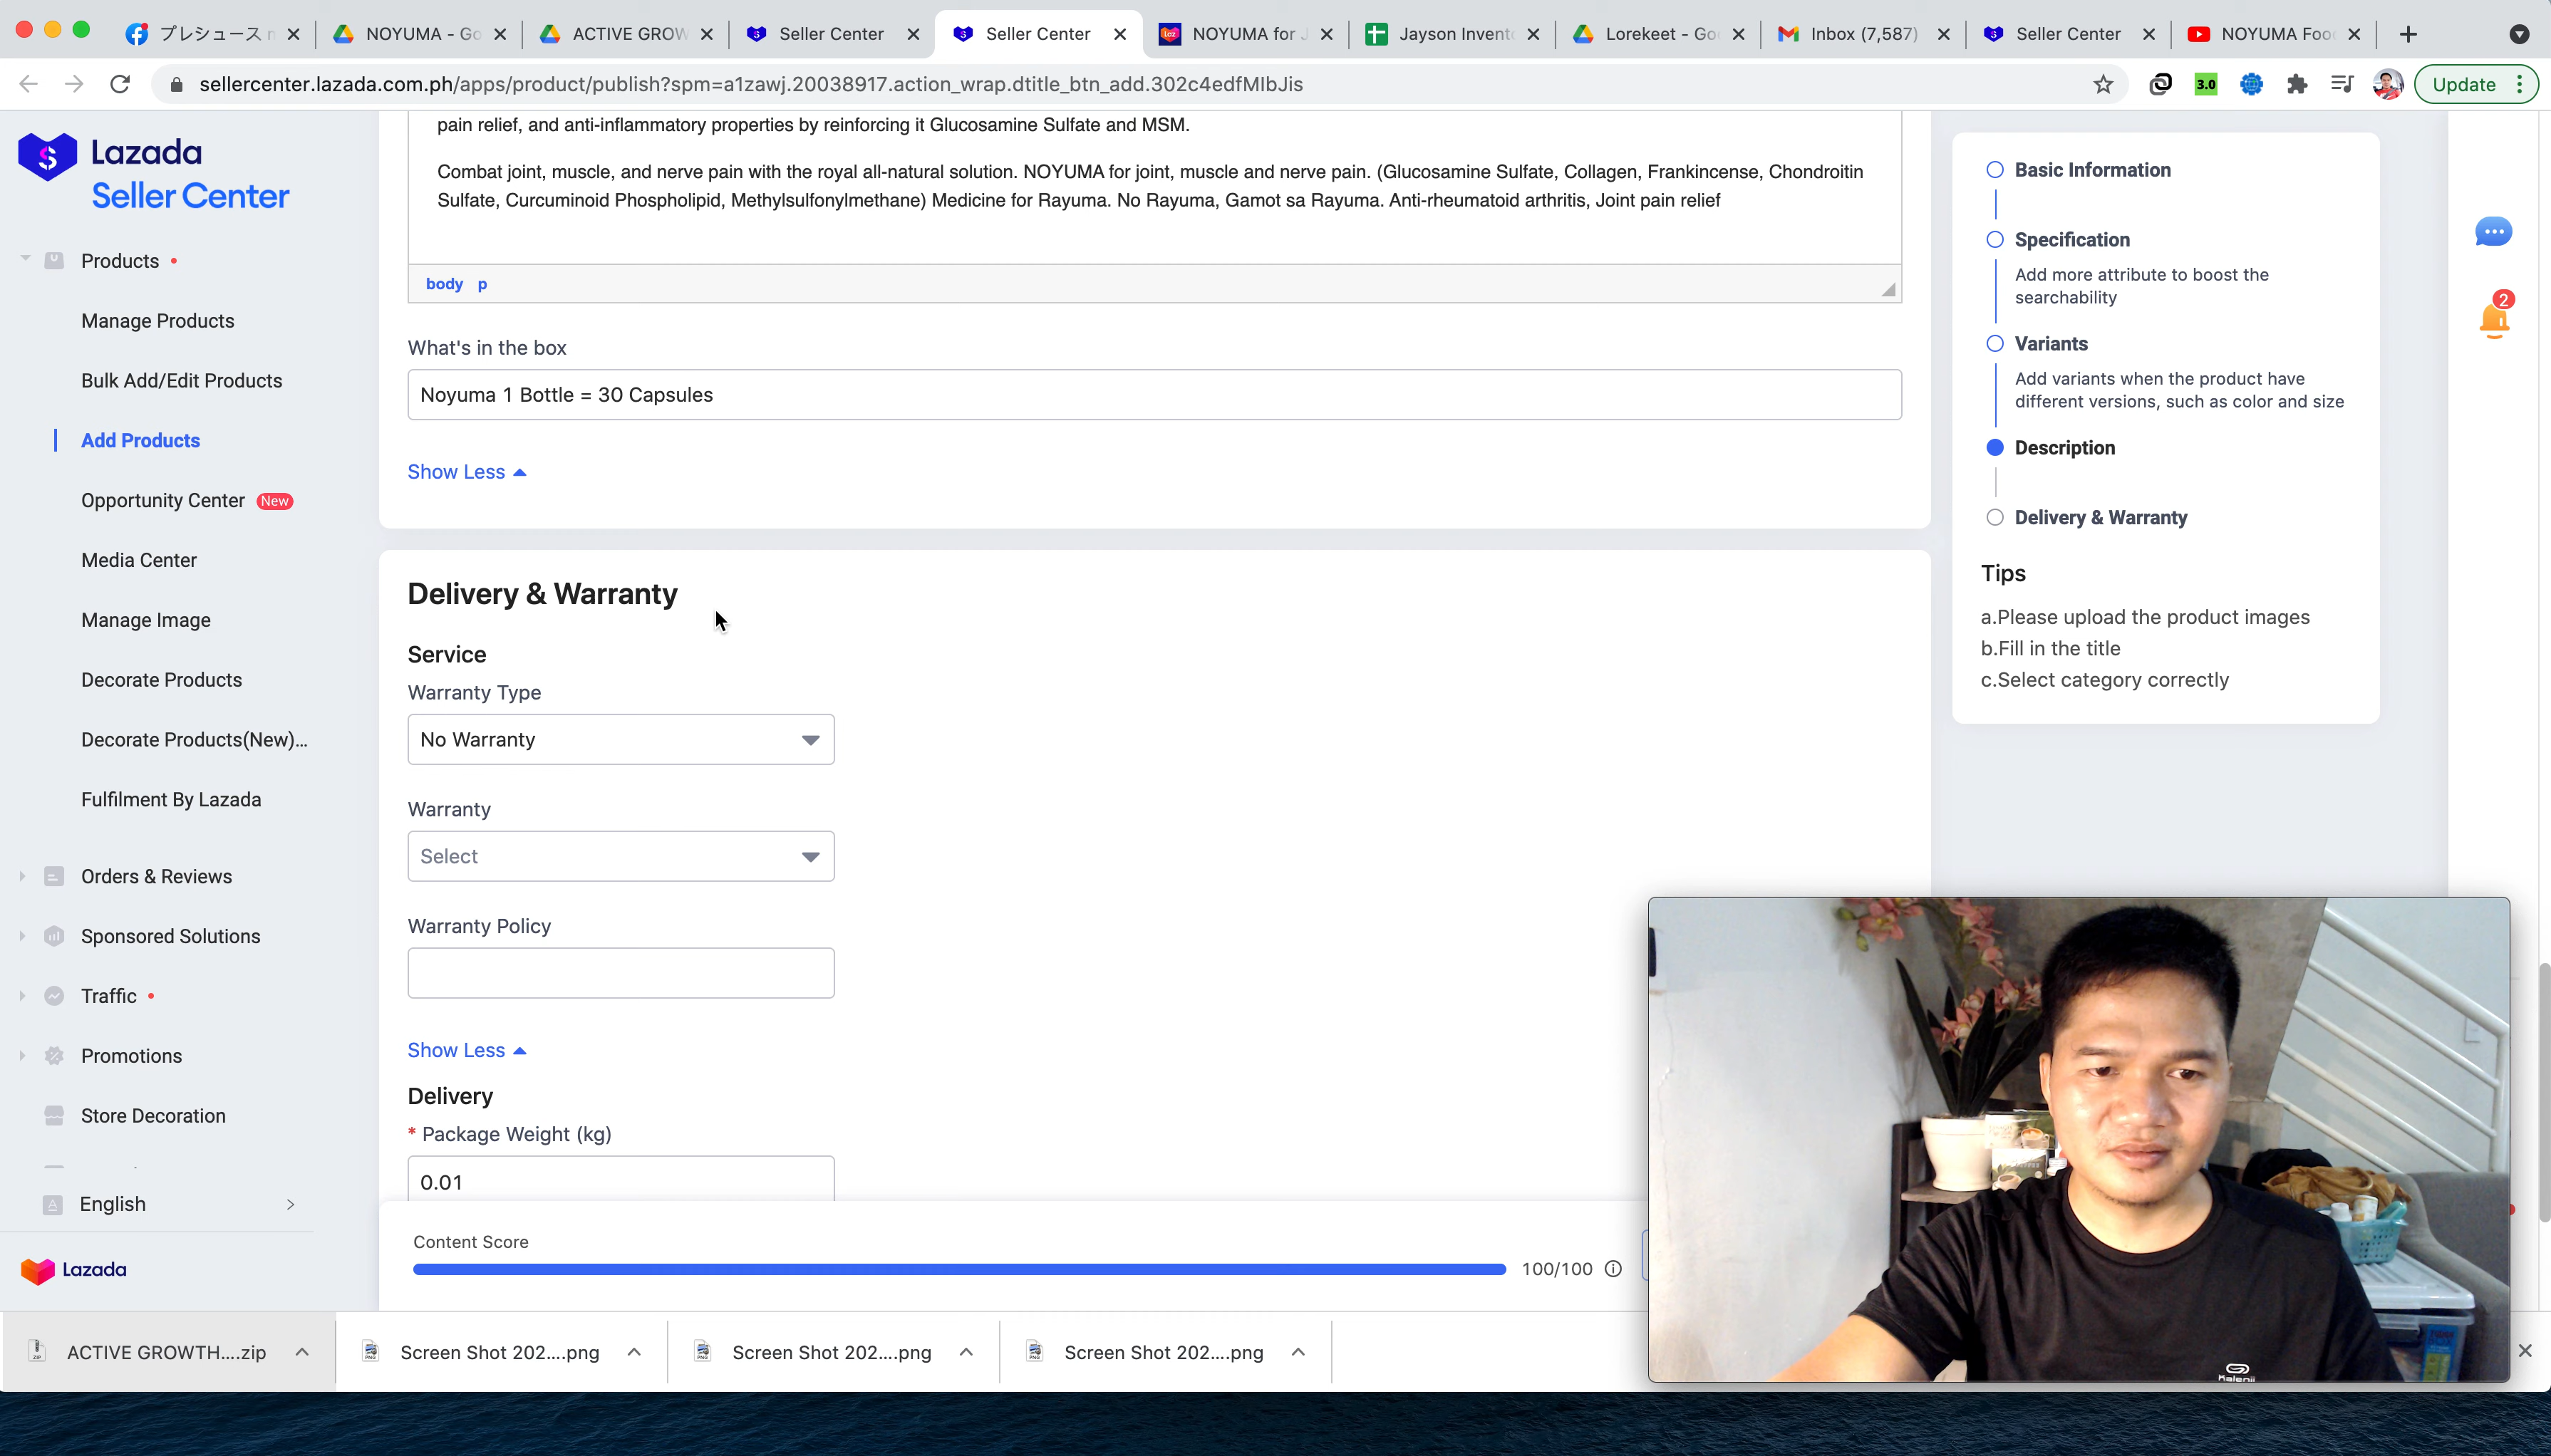 プレシュース
NOYUMA - Go
ACTIVE GROW
Seller Center
Seller Center
NOYUMA for J
Jayson Invent
Lorekeet - Go
Inbox (7,587)
Seller Center
NOYUMA Foo
sellercenter.lazada.com.ph/apps/product/publish?spm=a1zawj.20038917.action_wrap.dtitle_btn_add.302c4edfMIbJis
3.0
Update
Lazada
Seller Center
Products
Manage Products
Bulk Add/Edit Products
Add Products
Opportunity Center New
Media Center
Manage Image
Decorate Products
Decorate Products(New)...
Fulfilment By Lazada
Orders & Reviews
Sponsored Solutions
Traffic
Promotions
Store Decoration
English
Lazada
pain relief, and anti-inflammatory properties by reinforcing it Glucosamine Sulfate and MSM.
Combat joint, muscle, and nerve pain with the royal all-natural solution. NOYUMA for joint, muscle and nerve pain. (Glucosamine Sulfate, Collagen, Frankincense, Chondroitin
Sulfate, Curcuminoid Phospholipid, Methylsulfonylmethane) Medicine for Rayuma. No Rayuma, Gamot sa Rayuma. Anti-rheumatoid arthritis, Joint pain relief
body p
What's in the box
Noyuma 1 Bottle = 30 Capsules
Show Less
Delivery & Warranty
Service
Warranty Type
No Warranty
Warranty
Select
Warranty Policy
Show Less
Delivery
* Package Weight (kg)
0.01
Content Score
100/100
Basic Information
Specification
Add more attribute to boost the
searchability
Variants
Add variants when the product have
different versions, such as color and size
Description
Delivery & Warranty
Tips
a.Please upload the product images
b.Fill in the title
c.Select category correctly
2
Kalenji
ACTIVE GROWTH....zip
Screen Shot 202....png
Screen Shot 202....png
Screen Shot 202....png